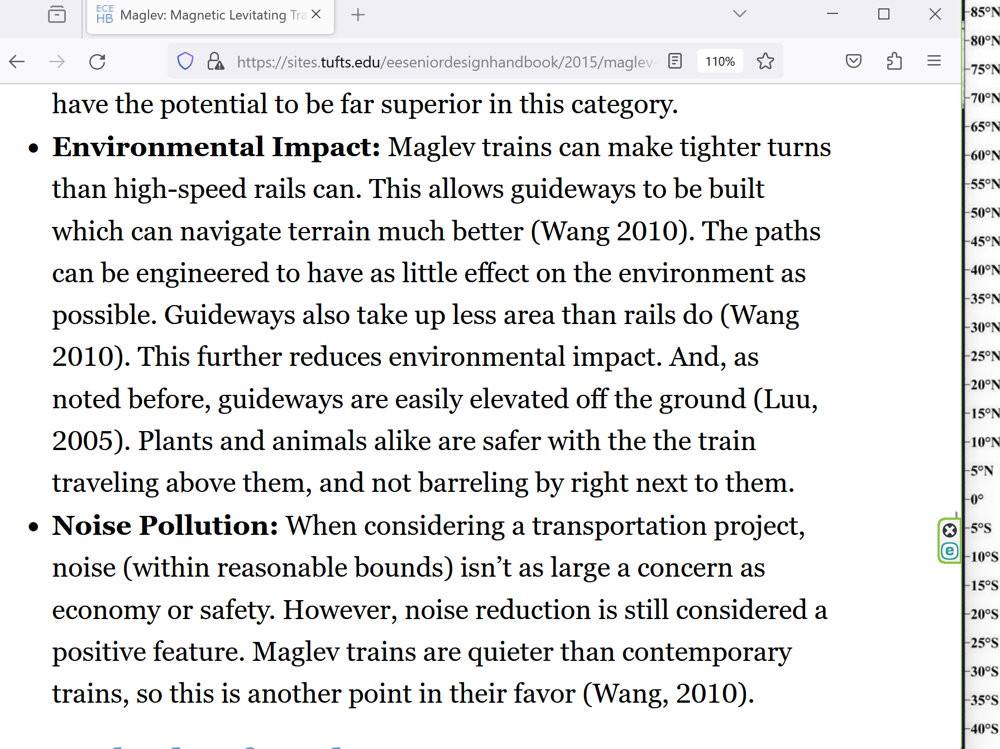 ECE
HB
Maglev: Magnetic Levitating Tra
https://sites.tufts.edu/eeseniordesignhandbook/2015/maglev-
110%
have the potential to be far superior in this category.
• Environmental Impact: Maglev trains can make tighter turns
than high-speed rails can. This allows guideways to be built
which can navigate terrain much better (Wang 2010). The paths
can be engineered to have as little effect on the environment as
possible. Guideways also take up less area than rails do (Wang
2010). This further reduces environmental impact. And, as
noted before, guideways are easily elevated off the ground (Luu,
2005). Plants and animals alike are safer with the the train
traveling above them, and not barreling by right next to them.
• Noise Pollution: When considering a transportation project,
noise (within reasonable bounds) isn’t as large a concern as
economy or safety. However, noise reduction is still considered a
positive feature. Maglev trains are quieter than contemporary
trains, so this is another point in their favor (Wang, 2010).
e
85°N
80°N
75°N
70°N
65°N
60°N
55°N
50°N
45°N
40°N
35°N
30°N
25°N
20°N
15°N
10°N
5°N
0°
5°S
10°S
15°S
20°S
25°S
30°S
35°S
40°S